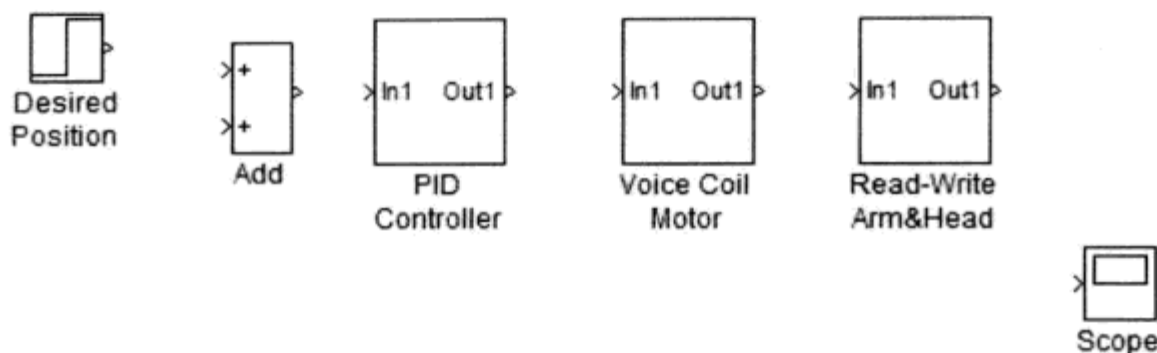 Desired
Position
+
+
Add
In1 Out1
PID
Controller
In1 Out1
Voice Coil
Motor
In1 Out1
Read-Write
Arm&Head
Scope